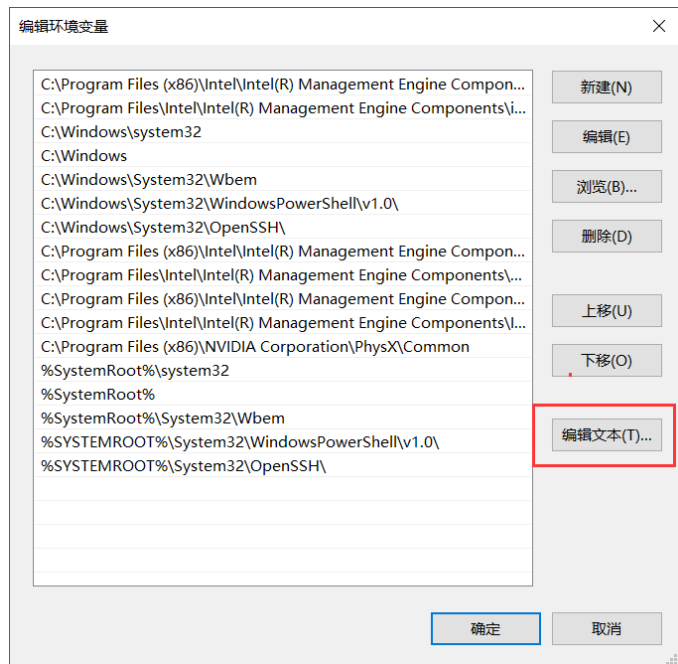 编辑环境变量
C:\Program Files (x86)\Intel\Intel(R) Management Engine Compon...
C:\Program Files\Intel\Intel(R) Management Engine Components\i...
C:\Windows\system32
C:\Windows
C:\Windows\System32\Wbem
C:\Windows\System32\WindowsPowerShell\v1.0\
C:\Windows\System32\OpenSSH\
C:\Program Files (x86)\Intel\Intel(R) Management Engine Compon...
C:\Program Files\Intel\Intel(R) Management Engine Components\...
C:\Program Files (x86)\Intel\Intel(R) Management Engine Compon...
C:\Program Files\Intel\Intel(R) Management Engine Components\I...
C:\Program Files (x86)\NVIDIA Corporation\PhysX\Common
%SystemRoot%\system32
%SystemRoot%
%SystemRoot%\System32\Wbem
%SYSTEMROOT%\System32\WindowsPowerShell\v1.0\
%SYSTEMROOT%\System32\OpenSSH\
新建(N)
编辑(E)
浏览(B)...
删除(D)
上移(U)
下移(O)
编辑文本(T)...
确定
取消